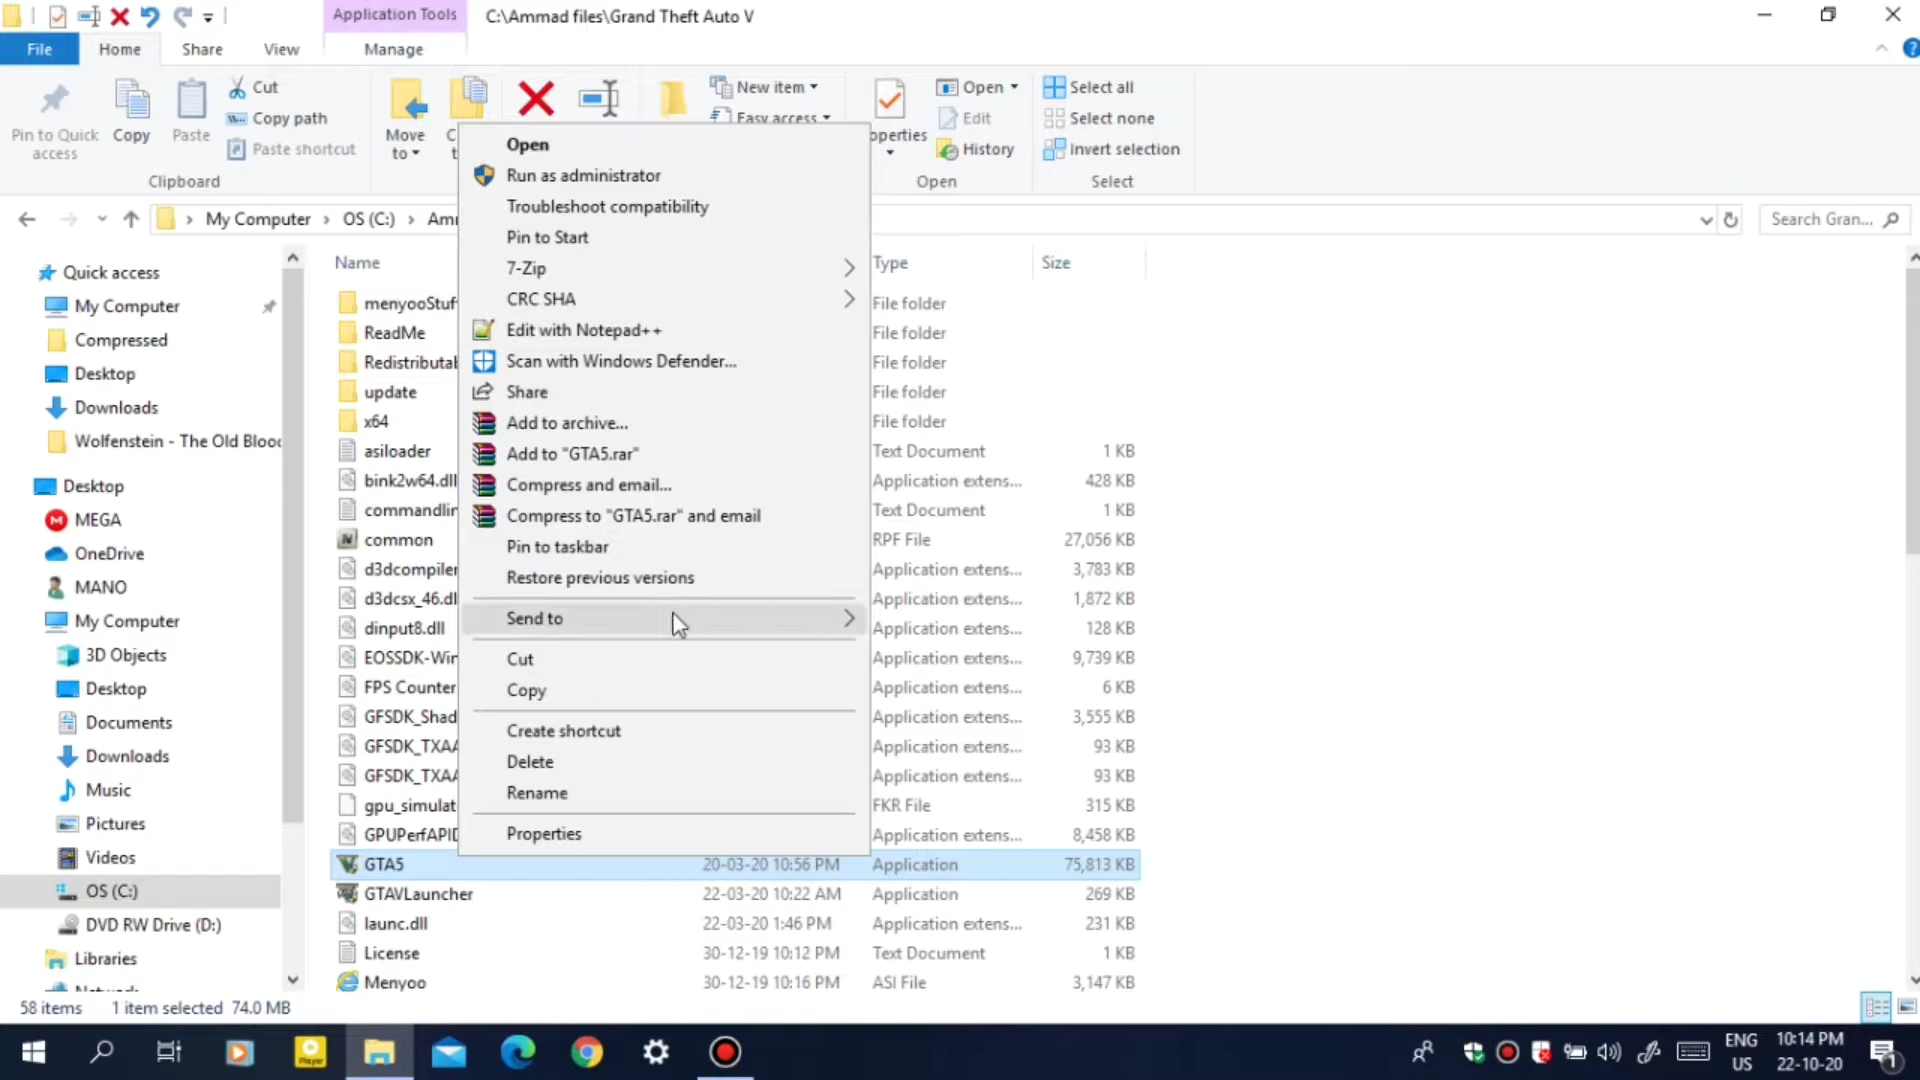 Application Tools
C:\Ammad files\Grand Theft Auto V
File
Home
Share
View
Manage
Pin to Quick access
Copy
Paste
Cut
Copy path
Paste shortcut
Clipboard
Move to
New item
Easy access
Open
Edit
History
Open
Select all
Select none
Invert selection
Select
My Computer
OS (C:)
Search Gran...
Quick access
My Computer
Compressed
Desktop
Downloads
Wolfenstein - The Old Blood
Desktop
MEGA
OneDrive
MANO
My Computer
3D Objects
Desktop
Documents
Downloads
Music
Pictures
Videos
OS (C:)
DVD RW Drive (D:)
Libraries
Name
Type
Size
menyooStuf
File folder
ReadMe
File folder
Redistributal
File folder
update
File folder
x64
File folder
asiloader
Text Document 1 KB
bink2w64.dll
Application extens... 428 KB
commandlin
Text Document 1 KB
common
RPF File 27,056 KB
d3dcompiler
Application extens... 3,783 KB
d3dcsx_46.dl
Application extens... 1,872 KB
dinput8.dll
Application extens... 128 KB
EOSSDK-Win
Application extens... 9,739 KB
FPS Counter
Application extens... 6 KB
GFSDK_Shad
Application extens... 3,555 KB
GFSDK_TXAA
Application extens... 93 KB
GFSDK_TXAA
Application extens... 93 KB
gpu_simulat
FKR File 315 KB
GPUPerfAPID
Application extens... 8,458 KB
GTA5 20-03-20 10:56 PM Application 75,813 KB
GTAVLauncher 22-03-20 10:22 AM Application 269 KB
launc.dll 22-03-20 1:46 PM Application extens... 231 KB
License 30-12-19 10:12 PM Text Document 1 KB
Menyoo 30-12-19 10:16 PM ASI File 3,147 KB
Open
Run as administrator
Troubleshoot compatibility
Pin to Start
7-Zip
CRC SHA
Edit with Notepad++
Scan with Windows Defender...
Share
Add to archive...
Add to "GTA5.rar"
Compress and email...
Compress to "GTA5.rar" and email
Pin to taskbar
Restore previous versions
Send to
Cut
Copy
Create shortcut
Delete
Rename
Properties
58 items 1 item selected 74.0 MB
Player
ENG
US
10:14 PM
22-10-20
1